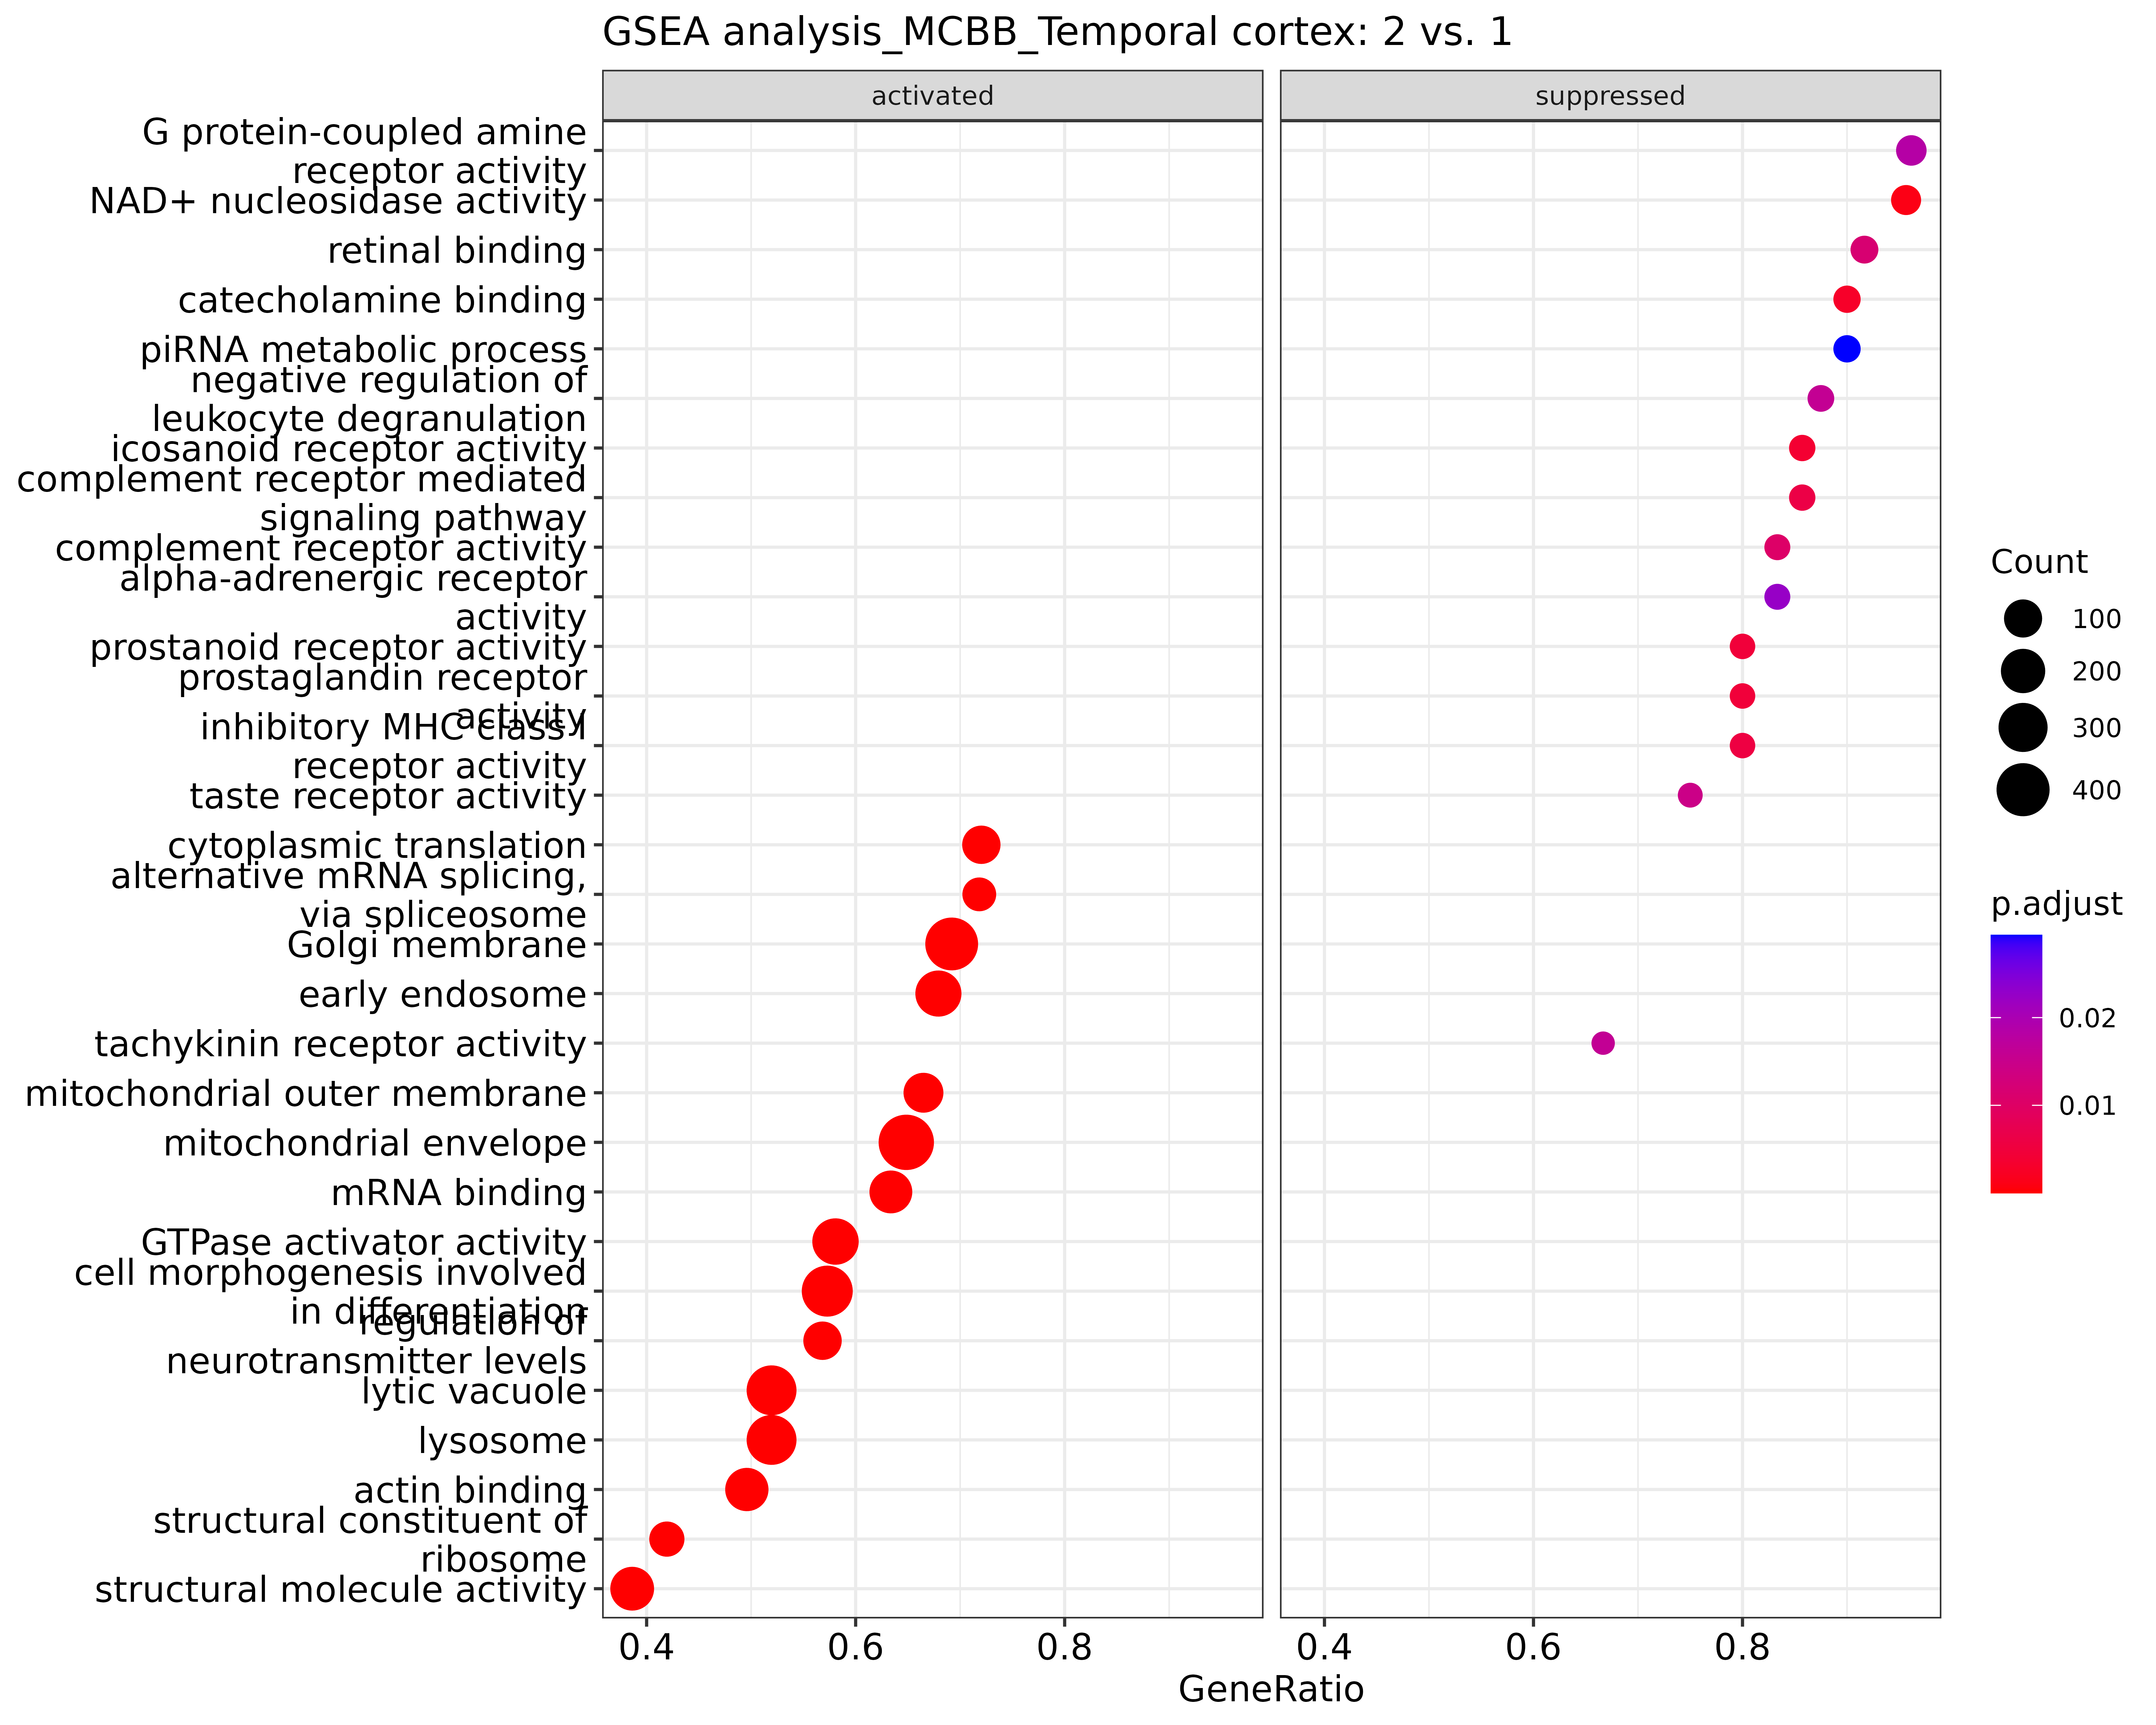 GSEA analysis_MCBB_Temporal cortex: 2 vs. 1
activated
suppressed
G protein-coupled amine
receptor activity
NAD+ nucleosidase activity
retinal binding
catecholamine binding
piRNA metabolic process
negative regulation of
leukocyte degranulation
icosanoid receptor activity
complement receptor mediated
signaling pathway
complement receptor activity
alpha-adrenergic receptor
activity
prostanoid receptor activity
prostaglandin receptor
activity
inhibitory MHC class I
receptor activity
taste receptor activity
cytoplasmic translation
alternative mRNA splicing,
via spliceosome
Golgi membrane
early endosome
tachykinin receptor activity
mitochondrial outer membrane
mitochondrial envelope
mRNA binding
GTPase activator activity
cell morphogenesis involved
in differentiation
regulation of
neurotransmitter levels
lytic vacuole
lysosome
actin binding
structural constituent of
ribosome
structural molecule activity
0.4
0.6
0.8
0.4
0.6
0.8
GeneRatio
Count
100
200
300
400
p.adjust
0.02
0.01